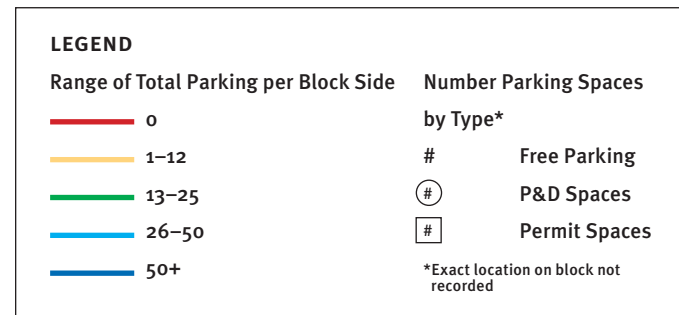 LEGEND
Range of Total Parking per Block Side
0
1–12
13–25
26–50
50+
Number Parking Spaces
by Type*
# Free Parking
# P&D Spaces
# Permit Spaces
*Exact location on block not
recorded